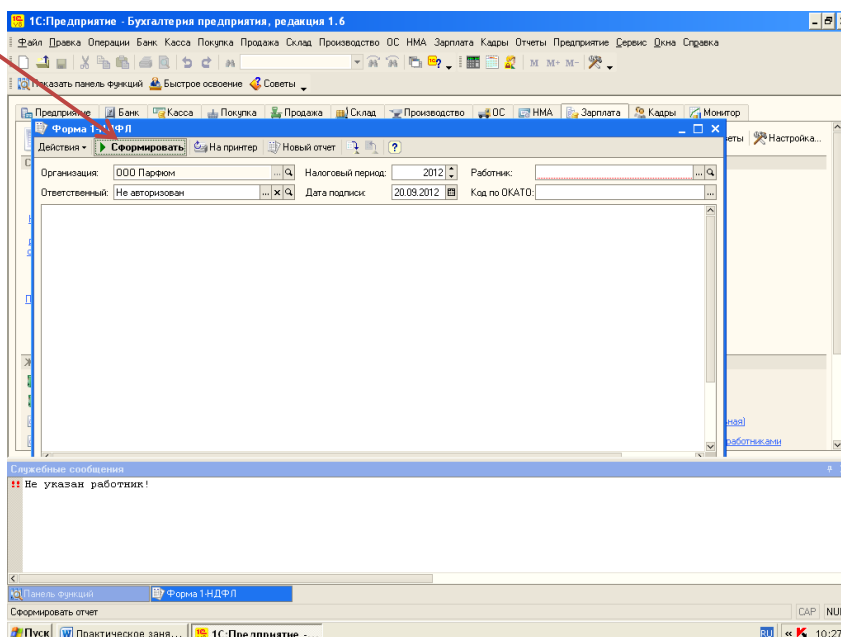 1С:Предприятие - Бухгалтерия предприятия, редакция 1.6
Файл Правка Операции Банк Касса Покупка Продажа Склад Производство ОС НМА Зарплата Кадры Отчеты Предприятие Сервис Окна Справка
M M+ M-
Показать панель функций Быстрое освоение Советы
Предприятие Банк Касса Покупка Продажа Склад Производство ОС НМА Зарплата Кадры Монитор
Форма 1-НДФЛ
Настройка...
Действия Сформировать На принтер Новый отчет
Организация: ООО Парфюм Налоговый период: 2012 Работник:
Ответственный: Не авторизован Дата подписи: 20.09.2012 Код по ОКАТО:
работниками
Служебные сообщения
!! Не указан работник!
Панель функций Форма 1-НДФЛ
Сформировать отчет CAP
Пуск Практическое заня... 1С:Предприятие - ... RU « 10:27